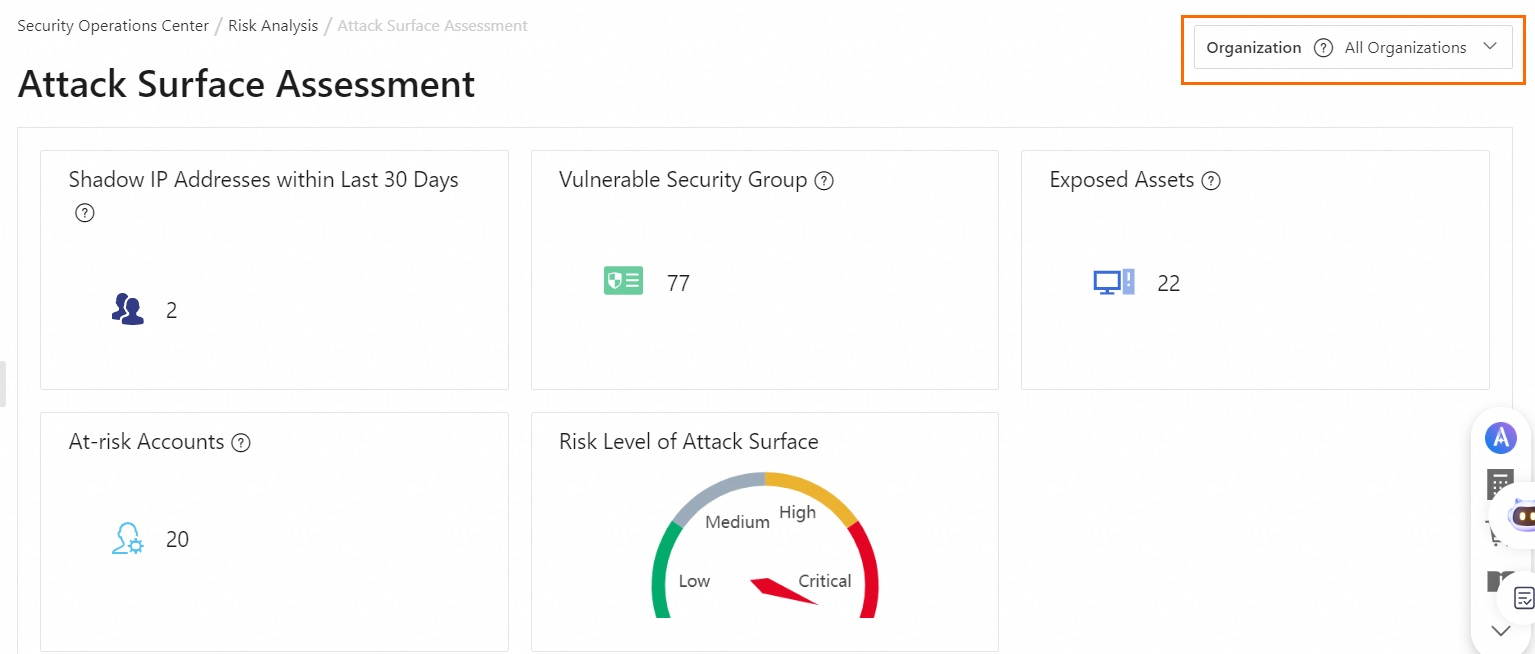 Security Operations Center / Risk Analysis / Attack Surface Assessment
Organization ? All Organizations
Attack Surface Assessment
Shadow IP Addresses within Last 30 Days
?
2
Vulnerable Security Group ?
77
Exposed Assets ?
22
At-risk Accounts ?
20
Risk Level of Attack Surface
Low
Medium
High
Critical